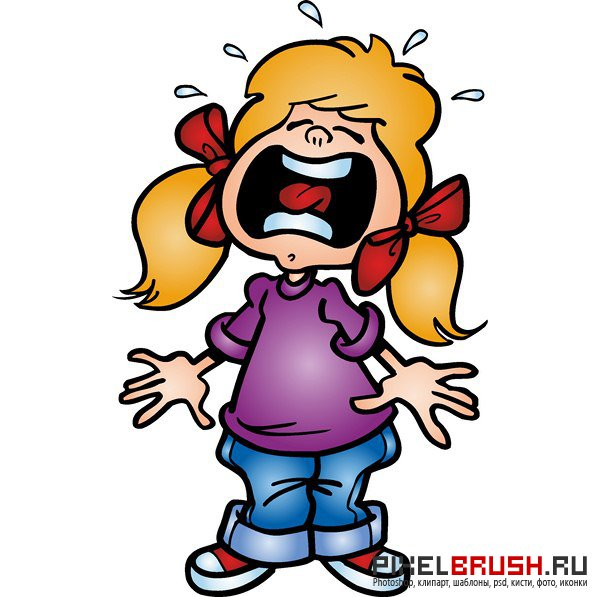 PIXELBRUSH.RU
Photoshop, клипарт, шаблоны, psd, кисти, фото, иконки